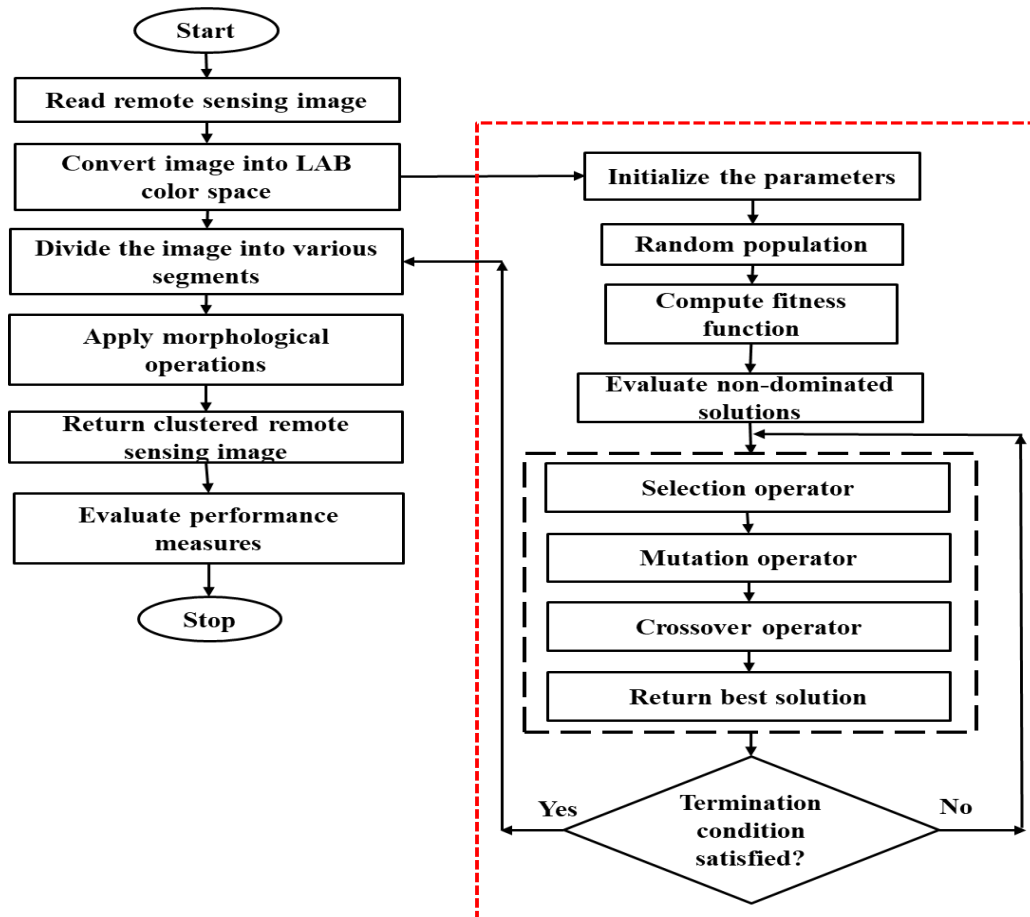 Start
Read remote sensing image
Convert image into LAB
color space
Divide the image into various
segments
Apply morphological
operations
Return clustered remote
sensing image
Evaluate performance
measures
Stop
Initialize the parameters
Random population
Compute fitness
function
Evaluate non-dominated
solutions
Selection operator
Mutation operator
Crossover operator
Return best solution
Termination
condition
satisfied?
Yes
No